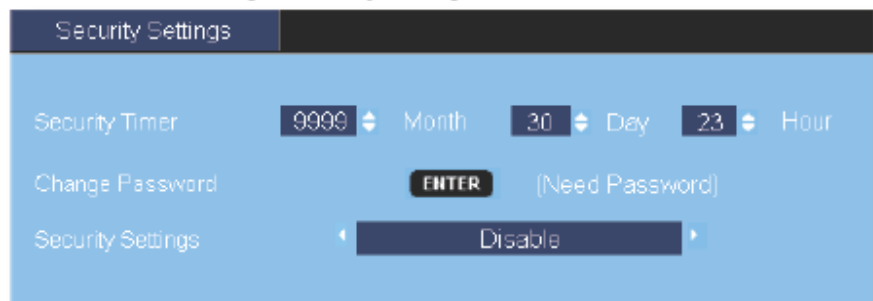 Security Settings
Security Timer 9999 Month 30 Day 23 Hour
Change Password ENTER (Need Password)
Security Settings Disable